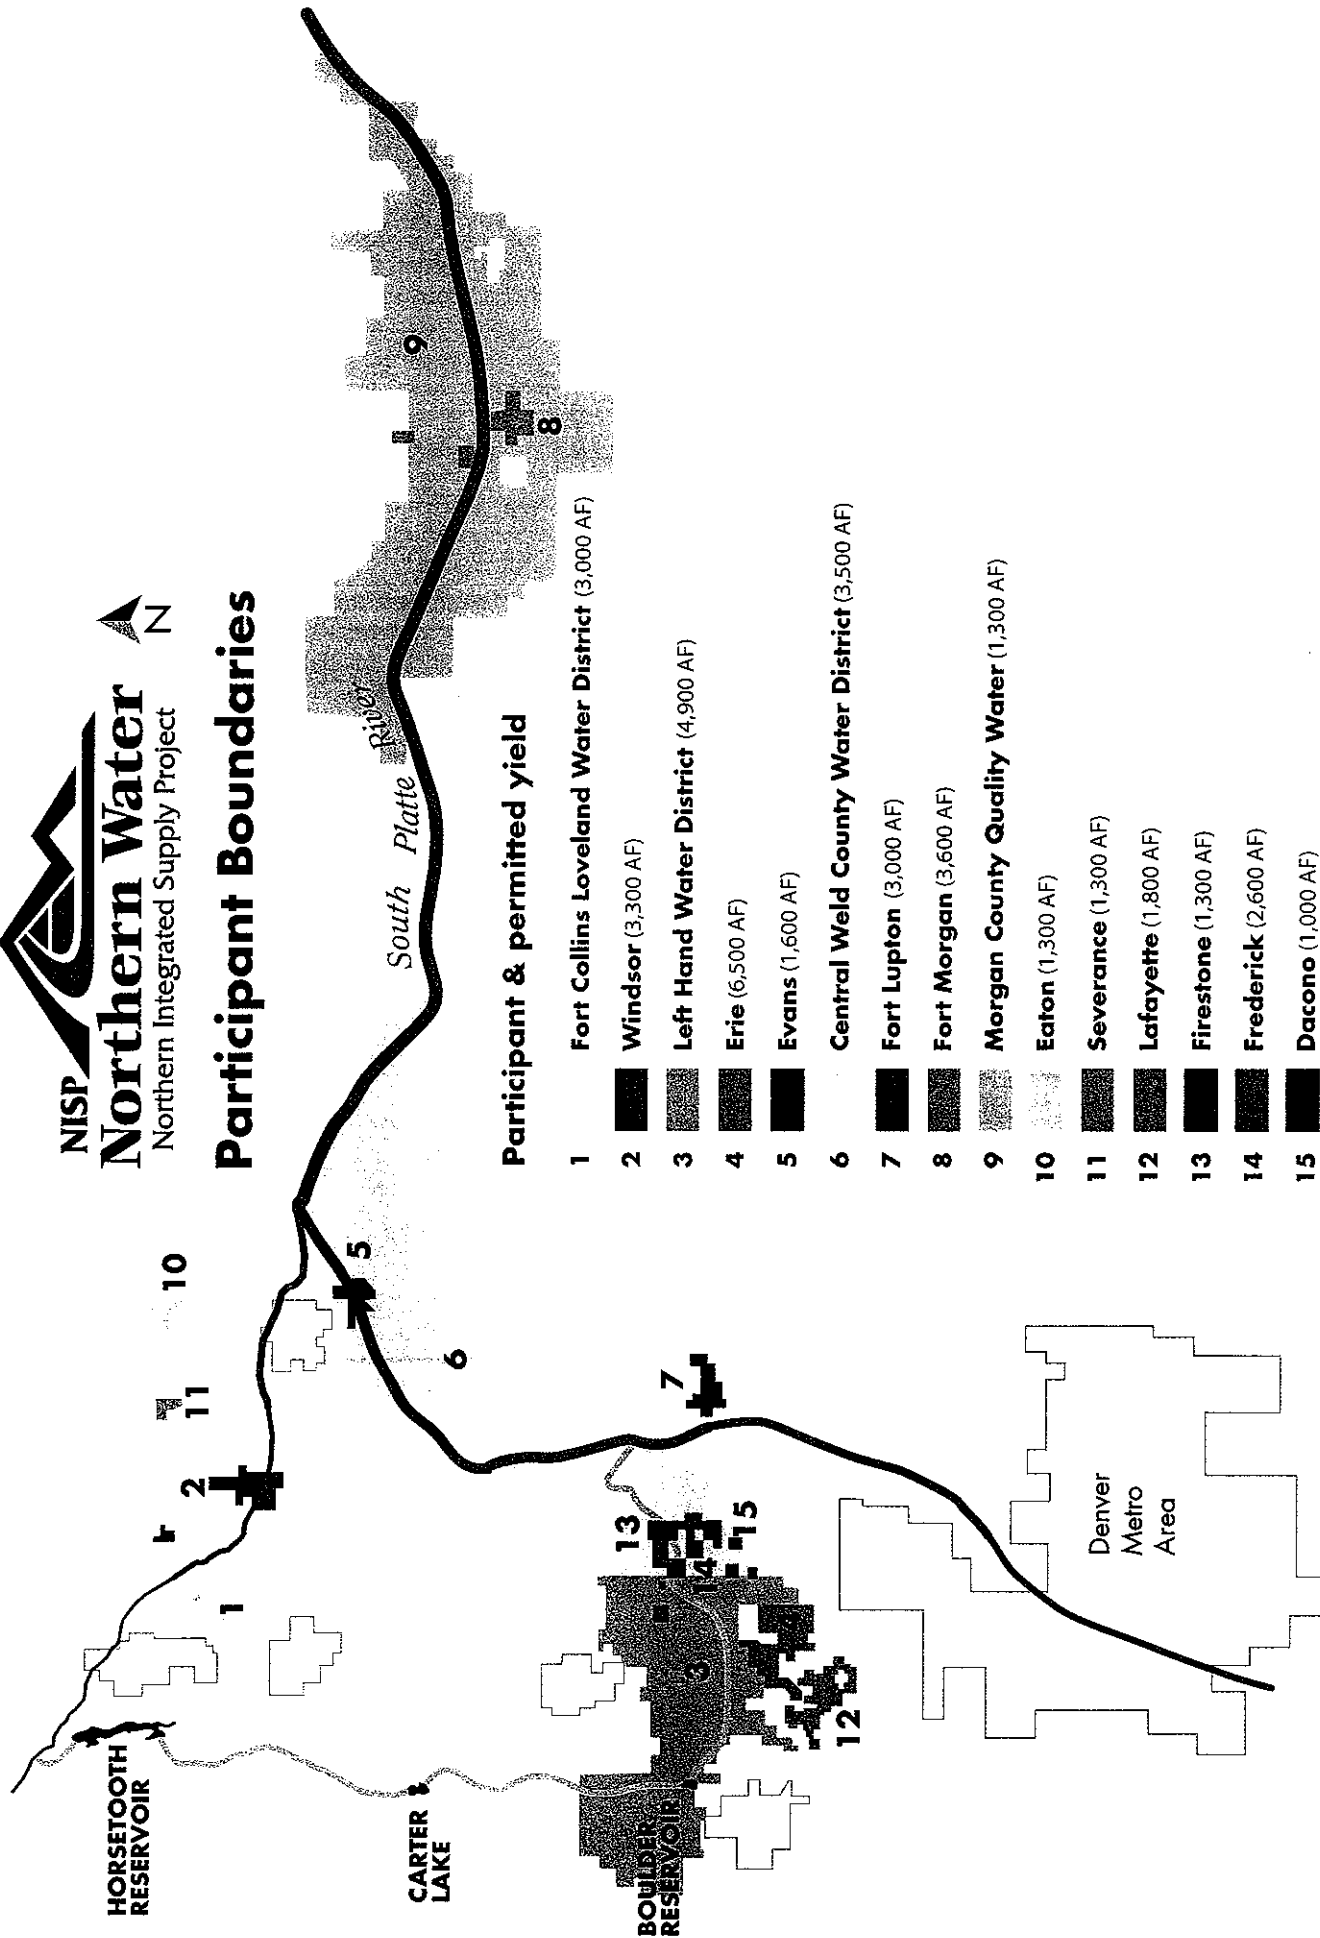 NISP
Northern Water
Northern Integrated Supply Project
N
Participant Boundaries
HORSETOOTH
RESERVOIR
CARTER
LAKE
BOULDER
RESERVOIR
South Platte River
1
2
11
10
5
6
7
13
14
15
3
4
12
9
8
Denver
Metro
Area
Participant & permitted yield
1 Fort Collins Loveland Water District (3,000 AF)
2 Windsor (3,300 AF)
3 Left Hand Water District (4,900 AF)
4 Erie (6,500 AF)
5 Evans (1,600 AF)
6 Central Weld County Water District (3,500 AF)
7 Fort Lupton (3,000 AF)
8 Fort Morgan (3,600 AF)
9 Morgan County Quality Water (1,300 AF)
10 Eaton (1,300 AF)
11 Severance (1,300 AF)
12 Lafayette (1,800 AF)
13 Firestone (1,300 AF)
14 Frederick (2,600 AF)
15 Dacono (1,000 AF)